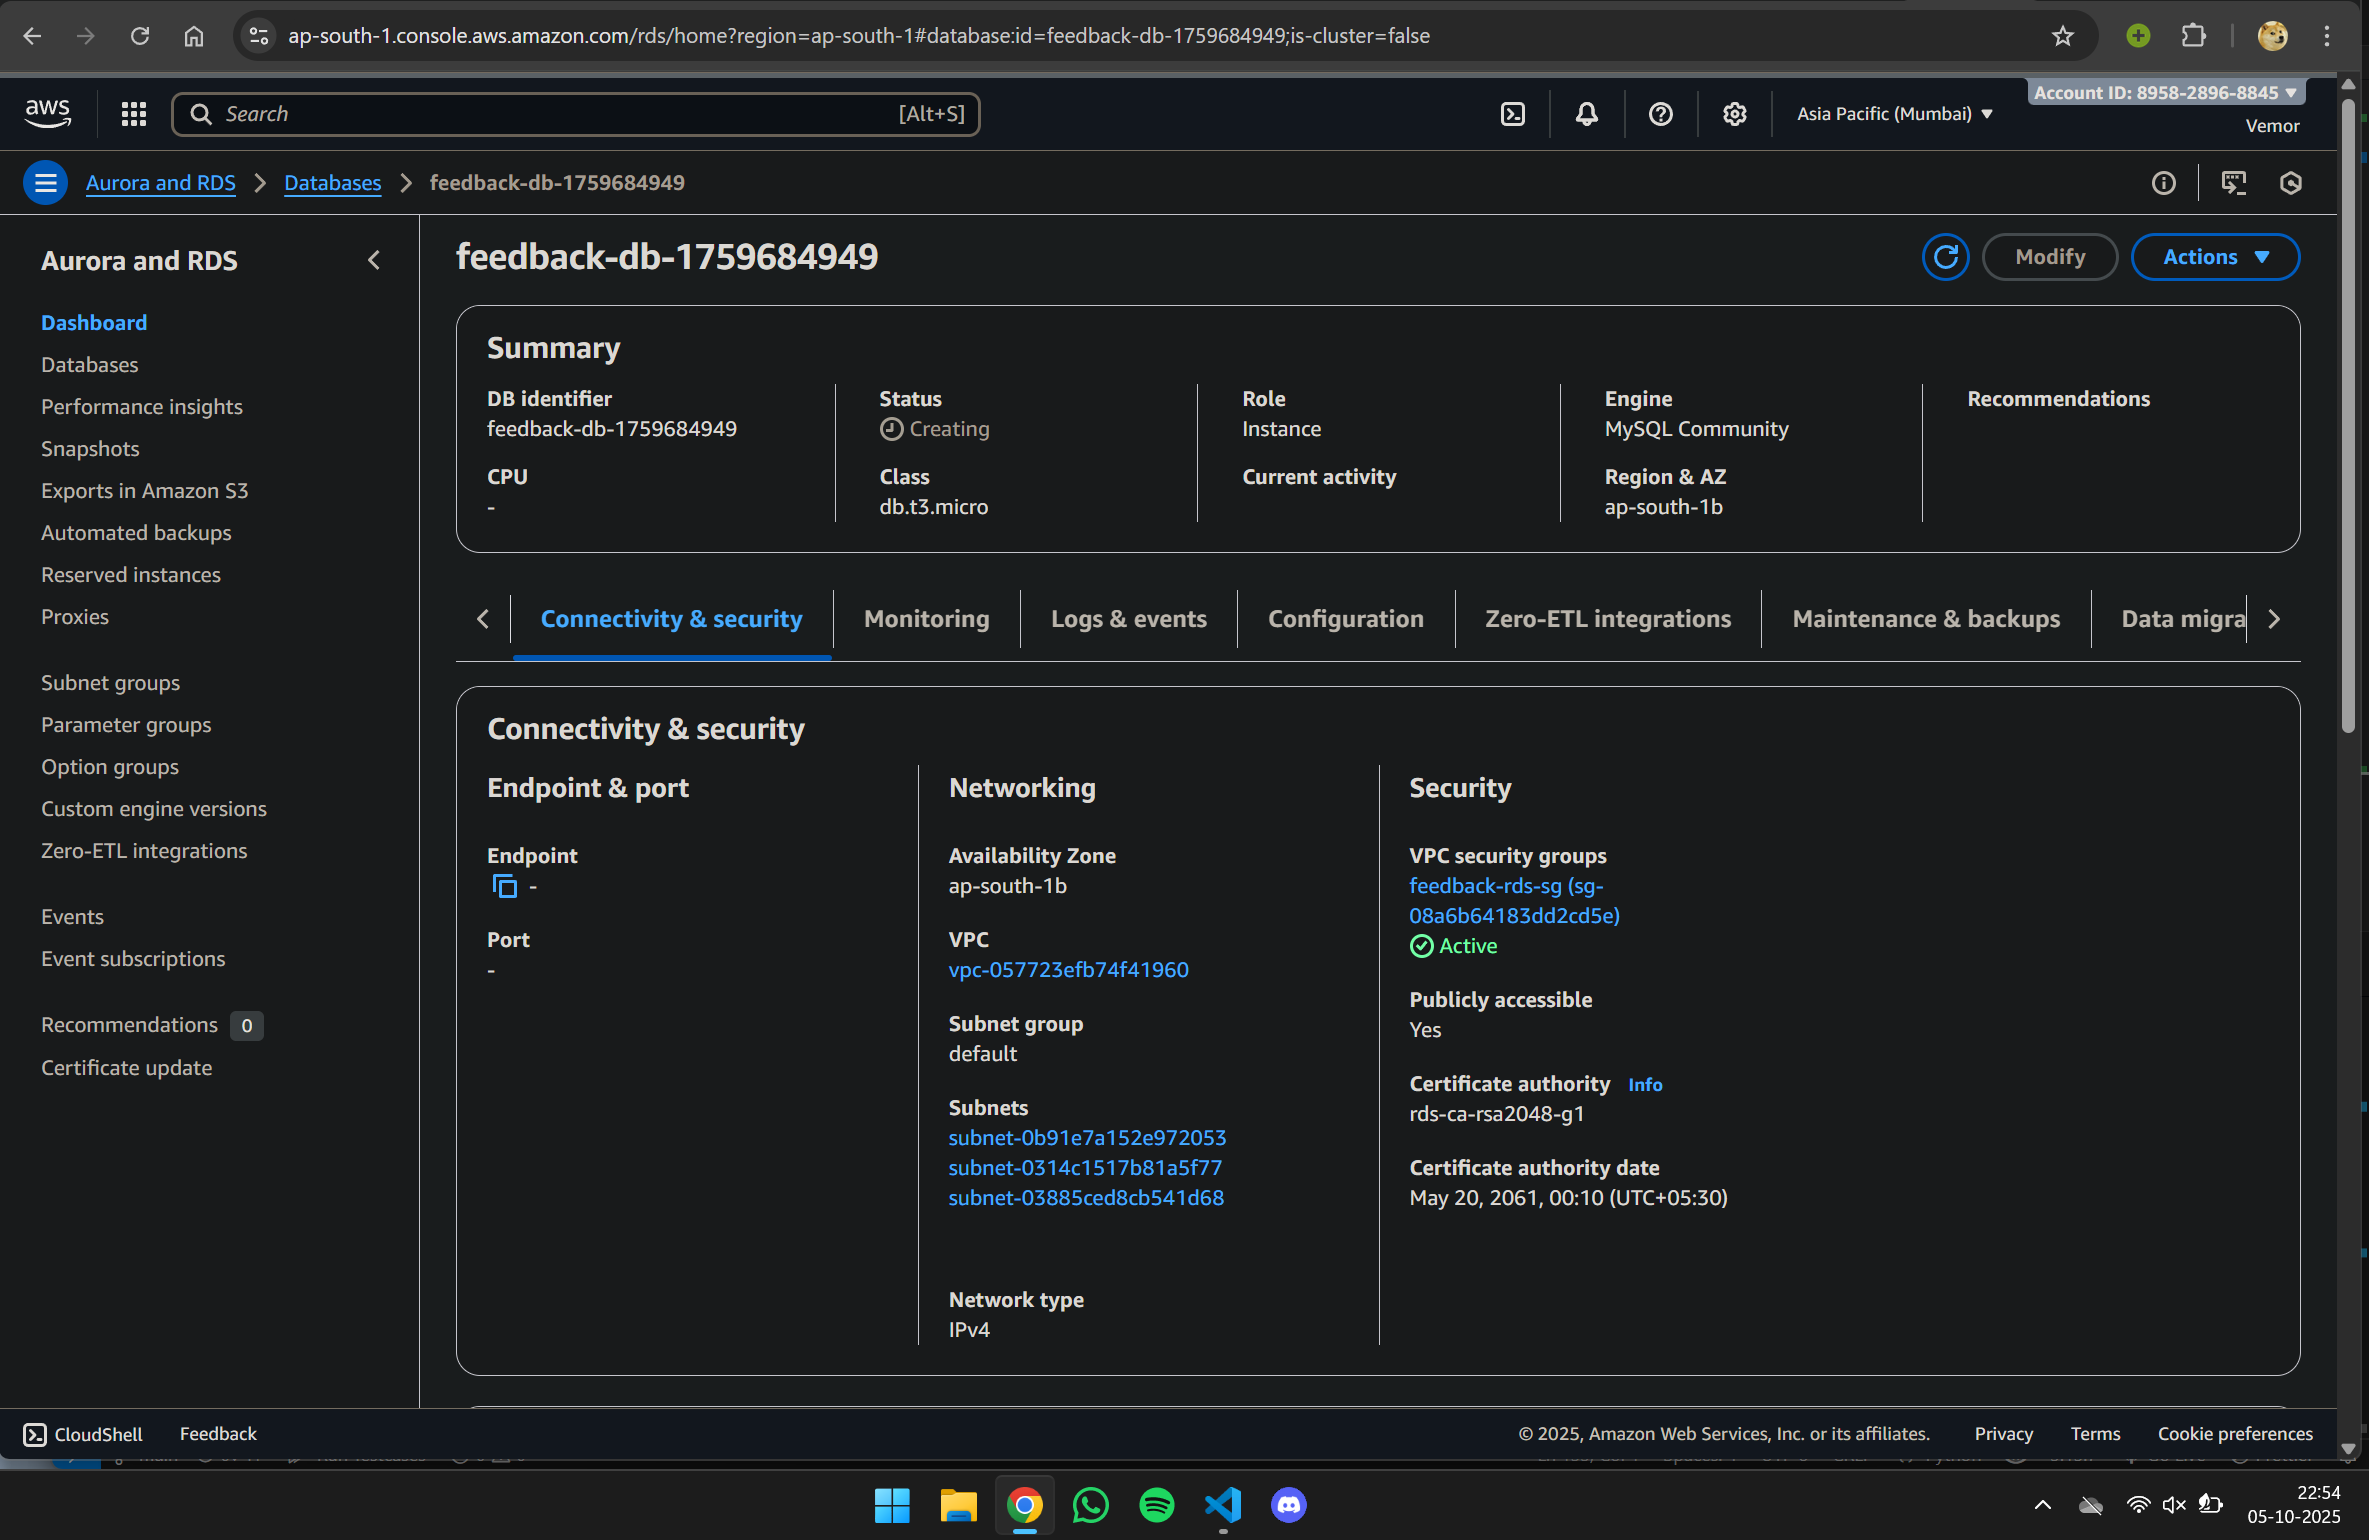 ap-south-1.console.aws.amazon.com/rds/home?region=ap-south-1#database:id=feedback-db-1759684949;is-cluster=false
aws
Search
[Alt+S]
Asia Pacific (Mumbai)
Account ID: 8958-2896-8845
Vemor
Aurora and RDS
Databases
feedback-db-1759684949
Aurora and RDS
Dashboard
Databases
Performance insights
Snapshots
Exports in Amazon S3
Automated backups
Reserved instances
Proxies
Subnet groups
Parameter groups
Option groups
Custom engine versions
Zero-ETL integrations
Events
Event subscriptions
Recommendations 0
Certificate update
feedback-db-1759684949
Modify
Actions
Summary
DB identifier
feedback-db-1759684949
CPU
-
Status
Creating
Class
db.t3.micro
Role
Instance
Current activity
Engine
MySQL Community
Region & AZ
ap-south-1b
Recommendations
Connectivity & security
Monitoring
Logs & events
Configuration
Zero-ETL integrations
Maintenance & backups
Data migra
Connectivity & security
Endpoint & port
Endpoint
-
Port
-
Networking
Availability Zone
ap-south-1b
VPC
vpc-057723efb74f41960
Subnet group
default
Subnets
subnet-0b91e7a152e972053
subnet-0314c1517b81a5f77
subnet-03885ced8cb541d68
Network type
IPv4
Security
VPC security groups
feedback-rds-sg (sg-
08a6b64183dd2cd5e)
Active
Publicly accessible
Yes
Certificate authority Info
rds-ca-rsa2048-g1
Certificate authority date
May 20, 2061, 00:10 (UTC+05:30)
CloudShell
Feedback
© 2025, Amazon Web Services, Inc. or its affiliates.
Privacy
Terms
Cookie preferences
22:54
05-10-2025